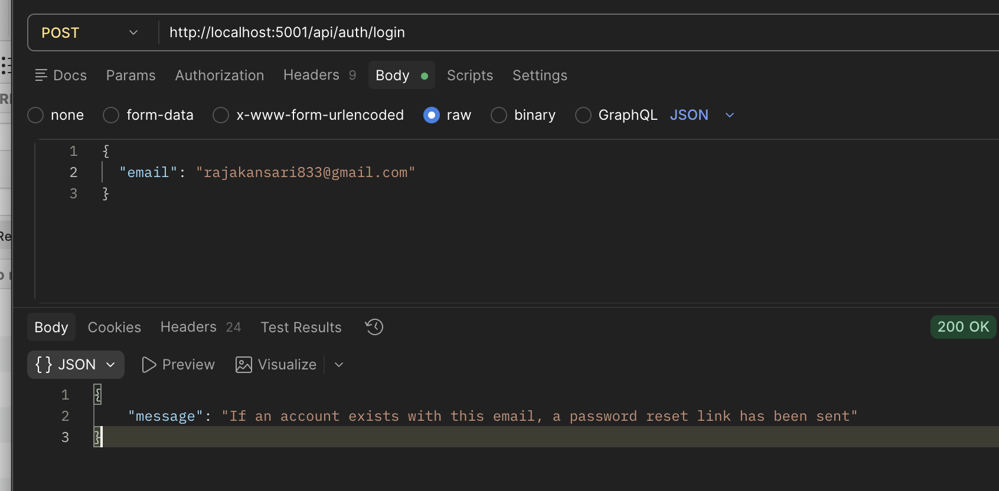 POST http://localhost:5001/api/auth/login
Docs Params Authorization Headers 9 Body Scripts Settings
none form-data x-www-form-urlencoded raw binary GraphQL JSON
1 {
2 "email": "rajakansari833@gmail.com"
3 }
Re
Body Cookies Headers 24 Test Results 200 OK
{ } JSON Preview Visualize
1 {
2 "message": "If an account exists with this email, a password reset link has been sent"
3 }